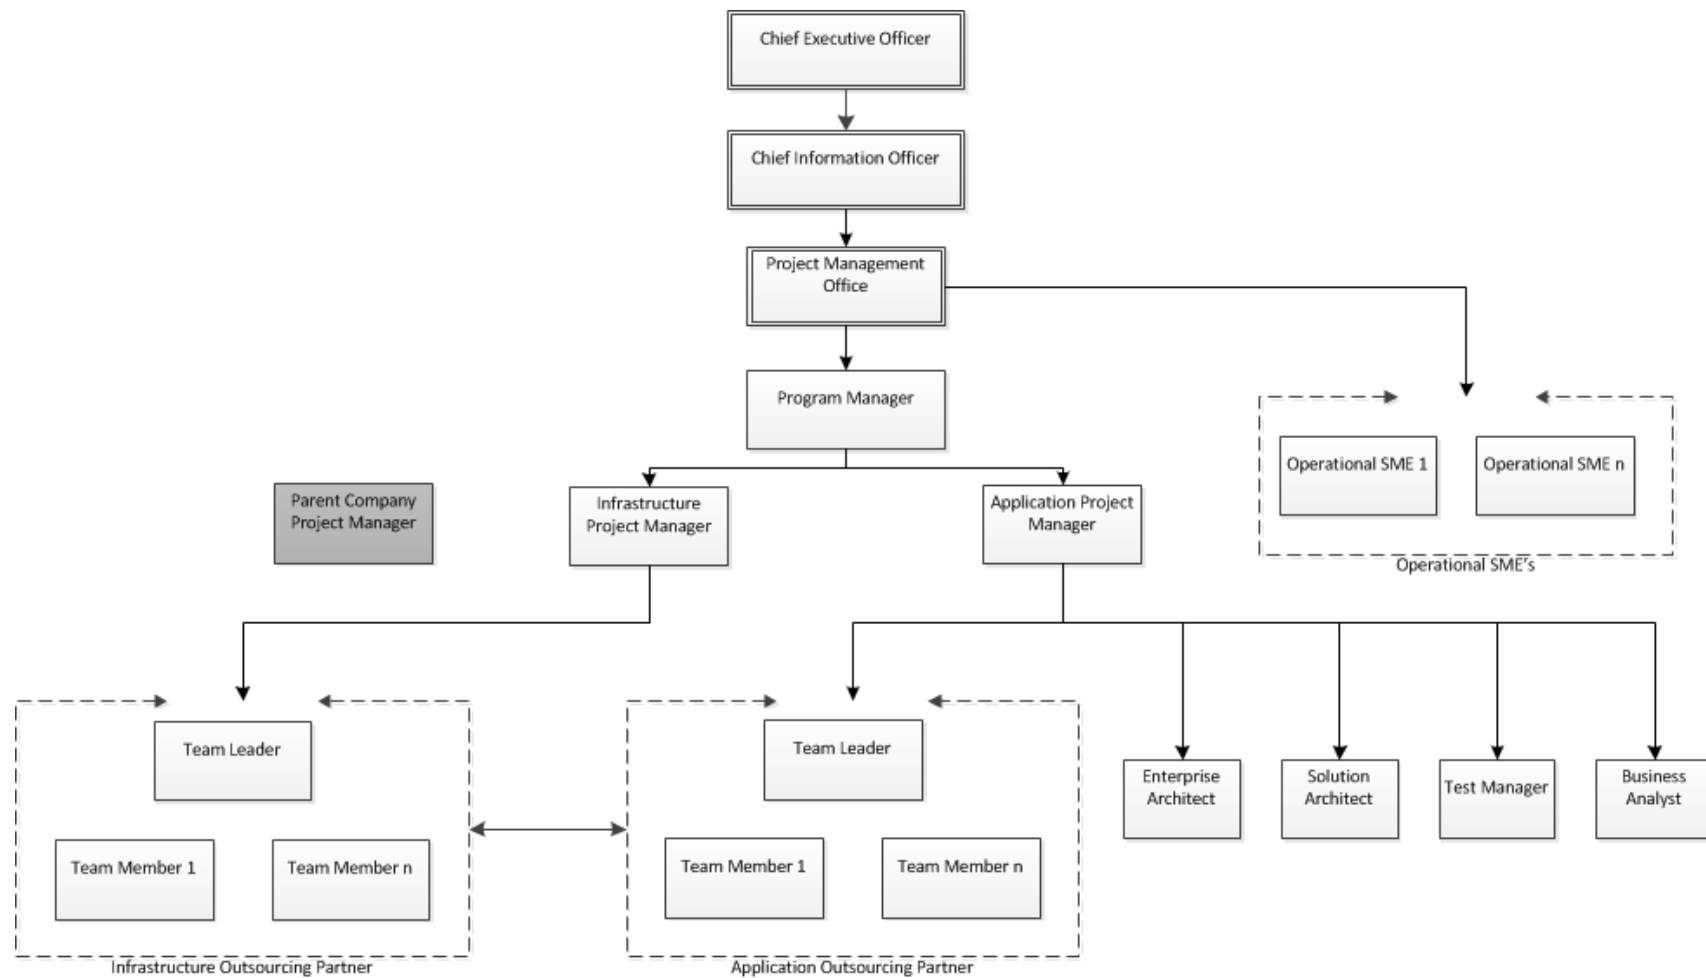 Chief Executive Officer
Chief Information Officer
Project Management
Office
Program Manager
Operational SME 1
Operational SME n
Operational SME's
Parent Company
Project Manager
Infrastructure
Project Manager
Application Project
Manager
Team Leader
Team Member 1
Team Member n
Infrastructure Outsourcing Partner
Team Leader
Team Member 1
Team Member n
Application Outsourcing Partner
Enterprise
Architect
Solution
Architect
Test Manager
Business
Analyst